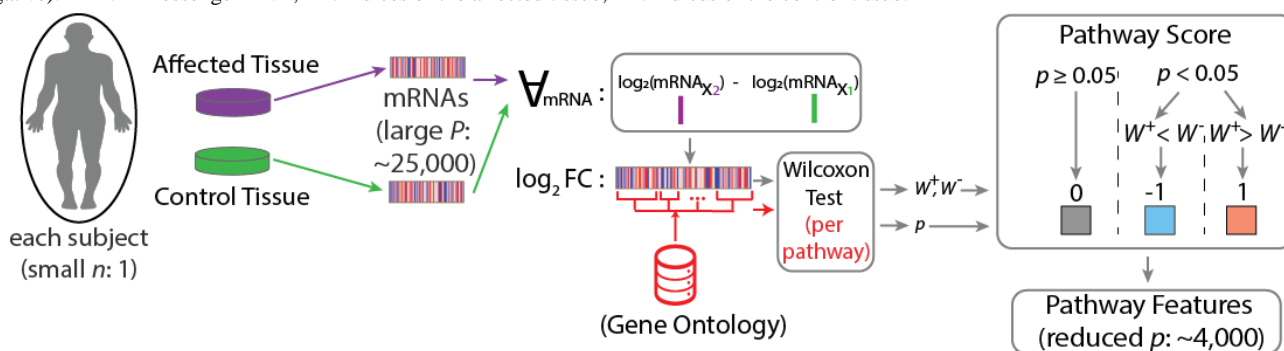 Affected Tissue
Control Tissue
each subject
(small n: 1)
mRNAs
(large P:
~25,000)
∀mRNA :
log₂(mRNAX₂) - log₂(mRNAX₁)
log₂ FC :
...
(Gene Ontology)
Wilcoxon
Test
(per
pathway)
W⁺,W⁻
p
Pathway Score
p ≥ 0.05
p < 0.05
W⁺ < W⁻
W⁺ > W⁻
0
-1
1
Pathway Features
(reduced p: ~4,000)